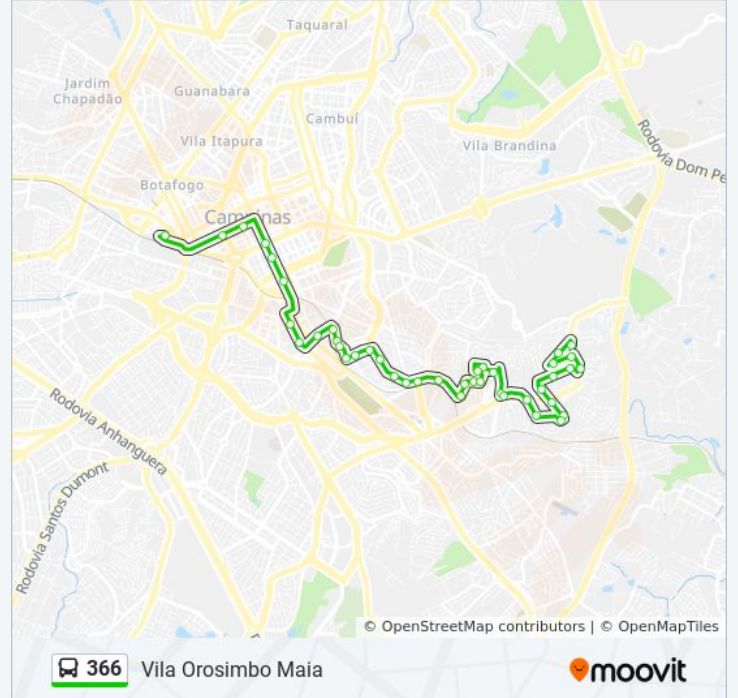 Taquaral
Jardim
Chapadão
Guanabara
Cambuí
Vila Itapura
Vila Brandina
Rodovia Dom Pe
Botafogo
Campinas
Rodovia Anhanguera
Rodovia Santos Dumont
© OpenStreetMap contributors | © OpenMapTiles
366 Vila Orosimbo Maia
moovit